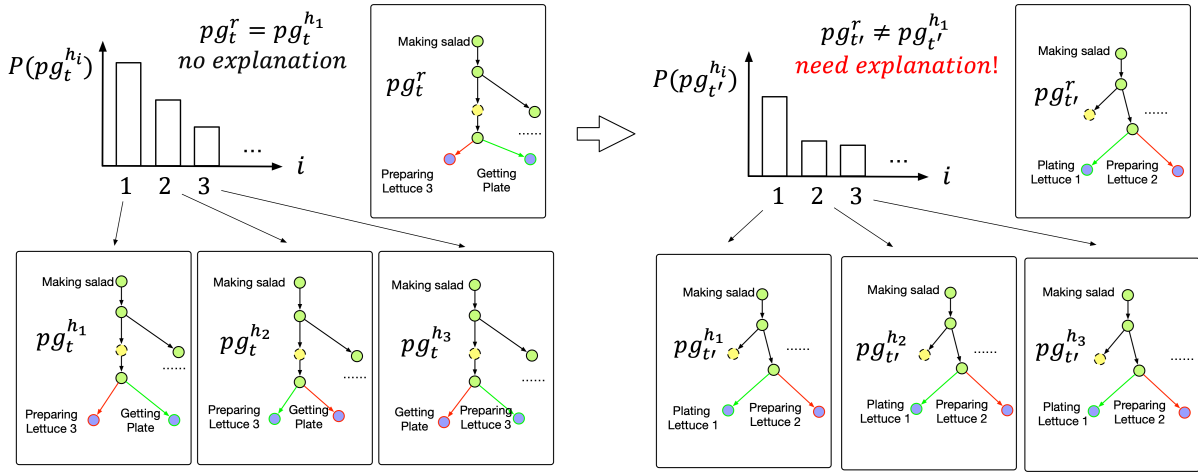 P(pg_t^{h_i})
pg_t^r = pg_t^{h_1}
no explanation
...
i
1 2 3
Making salad
pg_t^r
......
Preparing
Lettuce 3
Getting
Plate
P(pg_{t'}^{h_i})
pg_{t'}^r ≠ pg_{t'}^{h_1}
need explanation!
...
i
1 2 3
Making salad
pg_{t'}^r
......
Plating
Lettuce 1
Preparing
Lettuce 2
Making salad
pg_t^{h_1}
......
Preparing
Lettuce 3
Getting
Plate
Making salad
pg_t^{h_2}
......
Preparing
Lettuce 3
Getting
Plate
Making salad
pg_t^{h_3}
......
Getting
Plate
Preparing
Lettuce 3
Making salad
pg_{t'}^{h_1}
......
Plating
Lettuce 1
Preparing
Lettuce 2
Making salad
pg_{t'}^{h_2}
......
Plating
Lettuce 1
Preparing
Lettuce 2
Making salad
pg_{t'}^{h_3}
......
Plating
Lettuce 1
Preparing
Lettuce 2